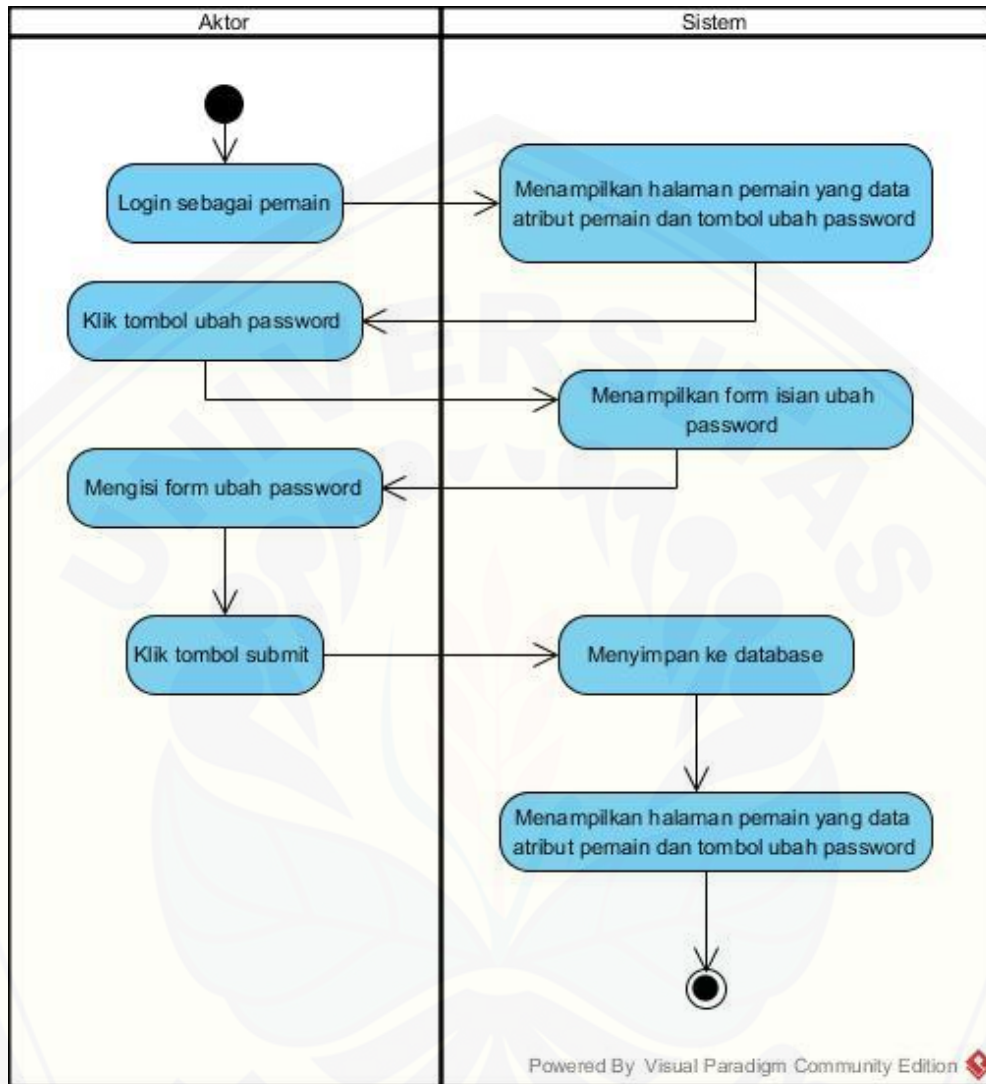 Aktor
Sistem
Login sebagai pemain
Menampilkan halaman pemain yang data
atribut pemain dan tombol ubah password
Klik tombol ubah password
Menampilkan form isian ubah
password
Mengisi form ubah password
Klik tombol submit
Menyimpan ke database
Menampilkan halaman pemain yang data
atribut pemain dan tombol ubah password
UNIVERSITAS
Powered By Visual Paradigm Community Edition